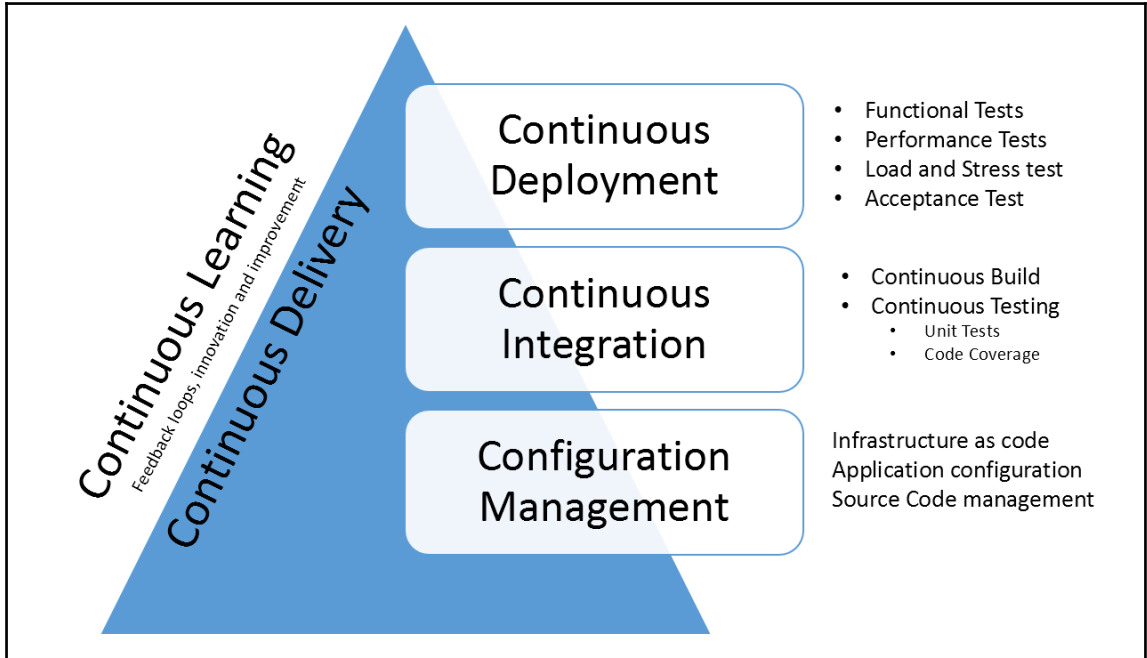 Continuous Learning
Feedback loops, innovation and improvement
Continuous Delivery
Continuous
Deployment
• Functional Tests
• Performance Tests
• Load and Stress test
• Acceptance Test
Continuous
Integration
• Continuous Build
• Continuous Testing
• Unit Tests
• Code Coverage
Configuration
Management
Infrastructure as code
Application configuration
Source Code management